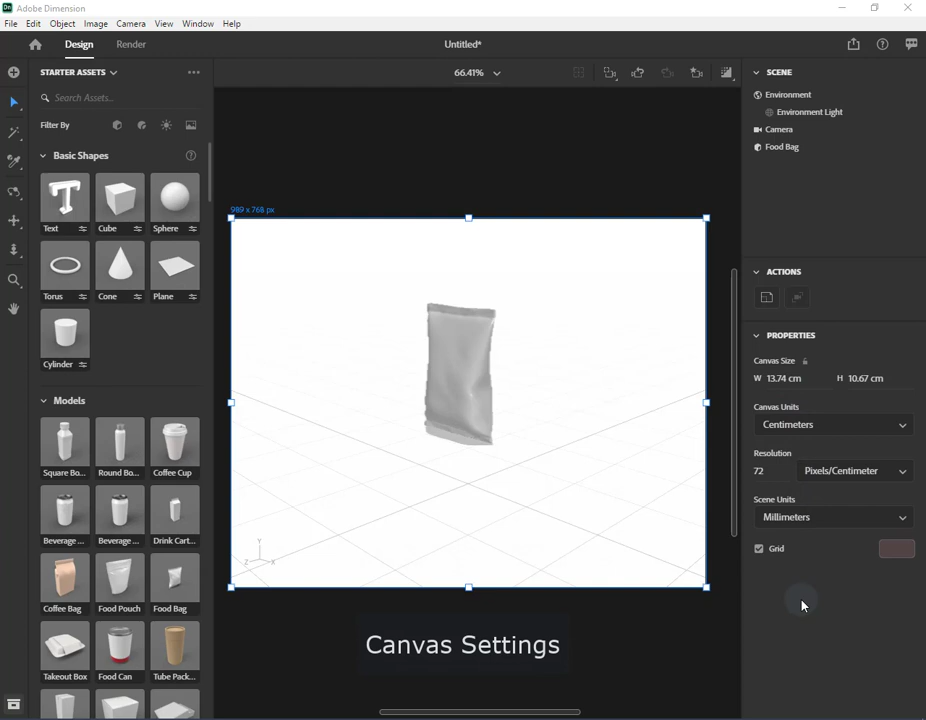 Dn Adobe Dimension
File Edit Object Image Camera View Window Help
Design Render Untitled*
STARTER ASSETS
Search Assets...
Filter By
Basic Shapes
Text Cube Sphere
Torus Cone Plane
Cylinder
Models
Square Bo... Round Bo... Coffee Cup
Beverage ... Beverage ... Drink Cart...
Coffee Bag Food Pouch Food Bag
Takeout Box Food Can Tube Pack...
66.41%
989 x 768 px
Y
Z X
Canvas Settings
SCENE
Environment
Environment Light
Camera
Food Bag
ACTIONS
PROPERTIES
Canvas Size
W 13.74 cm H 10.67 cm
Canvas Units
Centimeters
Resolution
72 Pixels/Centimeter
Scene Units
Millimeters
Grid